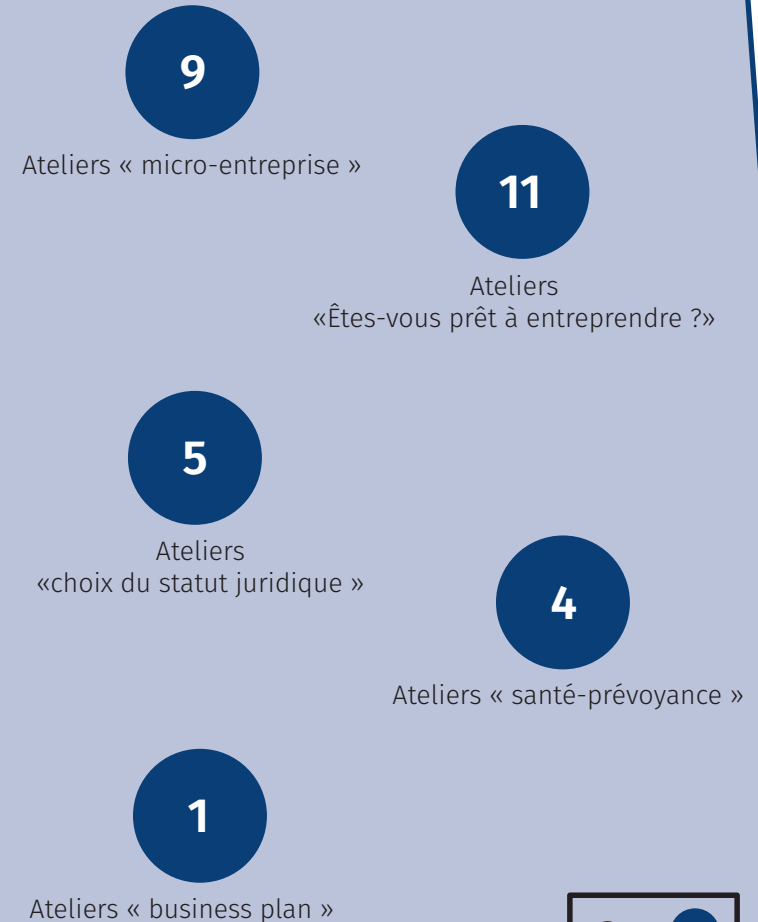 9
Ateliers « micro-entreprise »
11
Ateliers
«Êtes-vous prêt à entreprendre ?»
5
Ateliers
«choix du statut juridique »
4
Ateliers « santé-prévoyance »
1
Ateliers « business plan »